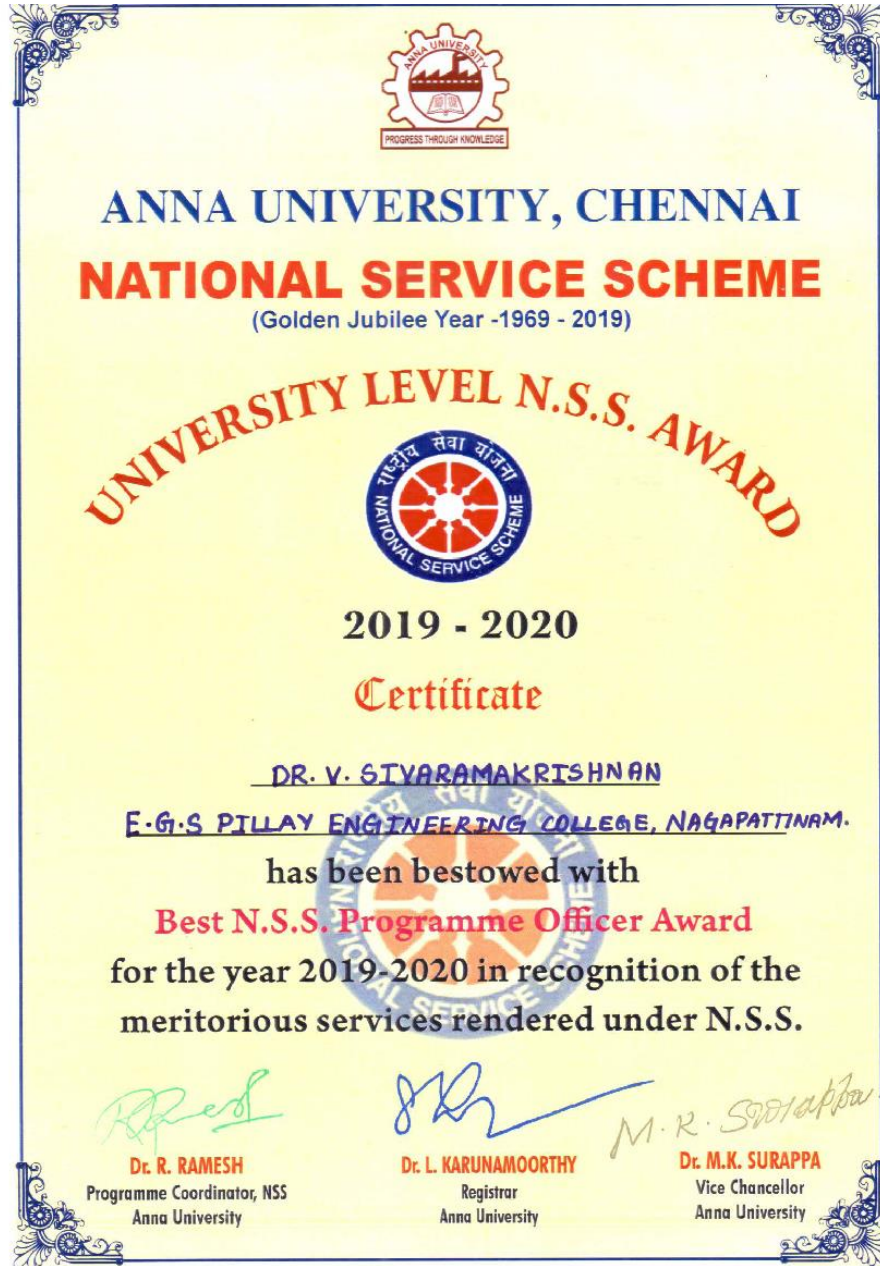 ANNA UNIVERSITY
PROGRESS THROUGH KNOWLEDGE
ANNA UNIVERSITY, CHENNAI
NATIONAL SERVICE SCHEME
(Golden Jubilee Year -1969 - 2019)
UNIVERSITY LEVEL N.S.S. AWARD
राष्ट्रीय सेवा योजना
NATIONAL SERVICE SCHEME
2019 - 2020
Certificate
DR. V. SIVARAMAKRISHNAN
E.G.S PILLAY ENGINEERING COLLEGE, NAGAPATTINAM.
has been bestowed with
Best N.S.S. Programme Officer Award
for the year 2019-2020 in recognition of the
meritorious services rendered under N.S.S.
Dr. R. RAMESH
Programme Coordinator, NSS
Anna University
Dr. L. KARUNAMOORTHY
Registrar
Anna University
M.K. Surappa
Dr. M.K. SURAPPA
Vice Chancellor
Anna University